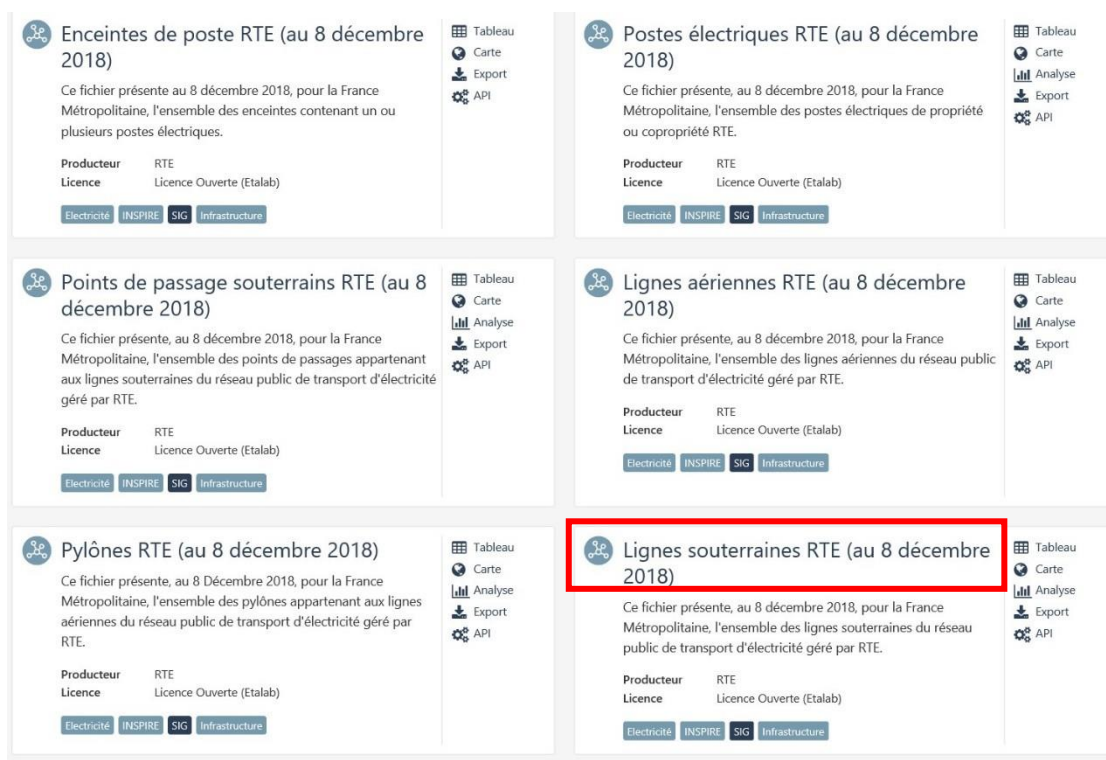 Enceintes de poste RTE (au 8 décembre
2018)
Ce fichier présente au 8 décembre 2018, pour la France
Métropolitaine, l'ensemble des enceintes contenant un ou
plusieurs postes électriques.
Producteur RTE
Licence Licence Ouverte (Etalab)
Electricité INSPIRE SIG Infrastructure
Tableau
Carte
Export
API
Postes électriques RTE (au 8 décembre
2018)
Ce fichier présente, au 8 décembre 2018, pour la France
Métropolitaine, l'ensemble des postes électriques de propriété
ou copropriété RTE.
Producteur RTE
Licence Licence Ouverte (Etalab)
Electricité INSPIRE SIG Infrastructure
Tableau
Carte
Analyse
Export
API
Points de passage souterrains RTE (au 8
décembre 2018)
Ce fichier présente, au 8 décembre 2018, pour la France
Métropolitaine, l'ensemble des points de passages appartenant
aux lignes souterraines du réseau public de transport d'électricité
géré par RTE.
Producteur RTE
Licence Licence Ouverte (Etalab)
Electricité INSPIRE SIG Infrastructure
Tableau
Carte
Analyse
Export
API
Lignes aériennes RTE (au 8 décembre
2018)
Ce fichier présente, au 8 décembre 2018, pour la France
Métropolitaine, l'ensemble des lignes aériennes du réseau public
de transport d'électricité géré par RTE.
Producteur RTE
Licence Licence Ouverte (Etalab)
Electricité INSPIRE SIG Infrastructure
Tableau
Carte
Analyse
Export
API
Pylônes RTE (au 8 décembre 2018)
Ce fichier présente, au 8 Décembre 2018, pour la France
Métropolitaine, l'ensemble des pylônes appartenant aux lignes
aériennes du réseau public de transport d'électricité géré par
RTE.
Producteur RTE
Licence Licence Ouverte (Etalab)
Electricité INSPIRE SIG Infrastructure
Tableau
Carte
Analyse
Export
API
Lignes souterraines RTE (au 8 décembre
2018)
Ce fichier présente, au 8 décembre 2018, pour la France
Métropolitaine, l'ensemble des lignes souterraines du réseau
public de transport d'électricité géré par RTE.
Producteur RTE
Licence Licence Ouverte (Etalab)
Electricité INSPIRE SIG Infrastructure
Tableau
Carte
Analyse
Export
API